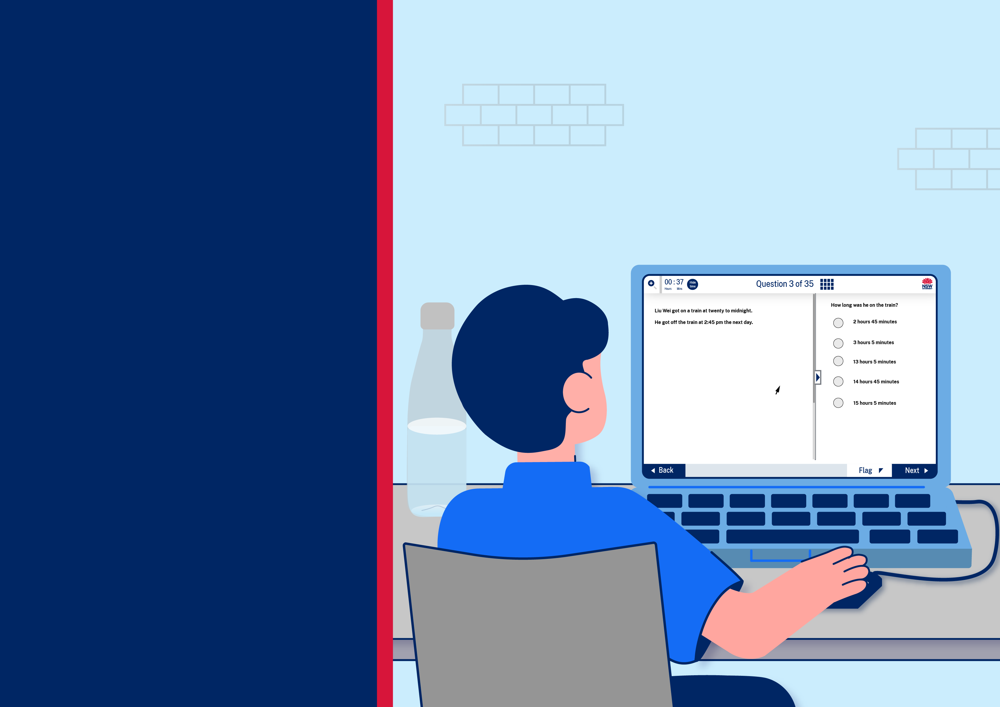 00 : 37
Hours Mins
Hide
time
Question 3 of 35
NSW
GOVERNMENT
Liu Wei got on a train at twenty to midnight.
He got off the train at 2:45 pm the next day.
How long was he on the train?
2 hours 45 minutes
3 hours 5 minutes
13 hours 5 minutes
14 hours 45 minutes
15 hours 5 minutes
Back
Flag
Next